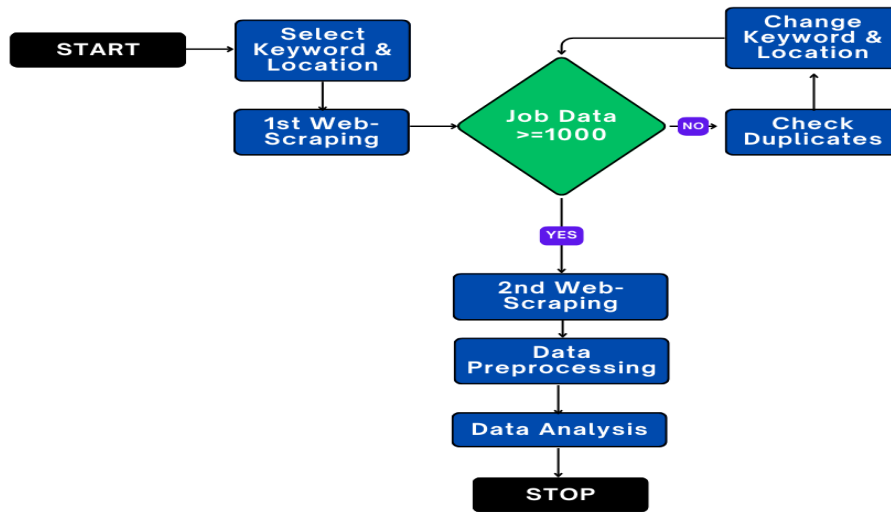 START
Select
Keyword &
Location
1st Web-
Scraping
Job Data
>=1000
NO
Check
Duplicates
Change
Keyword &
Location
YES
2nd Web-
Scraping
Data
Preprocessing
Data Analysis
STOP